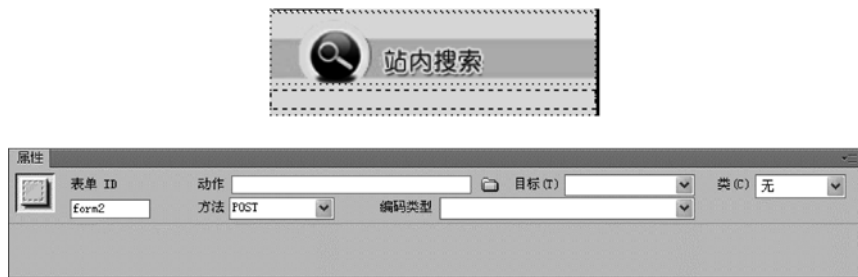 站内搜索
属性
表单 ID 动作 目标(T) 类(C) 无
form2 方法 POST 编码类型